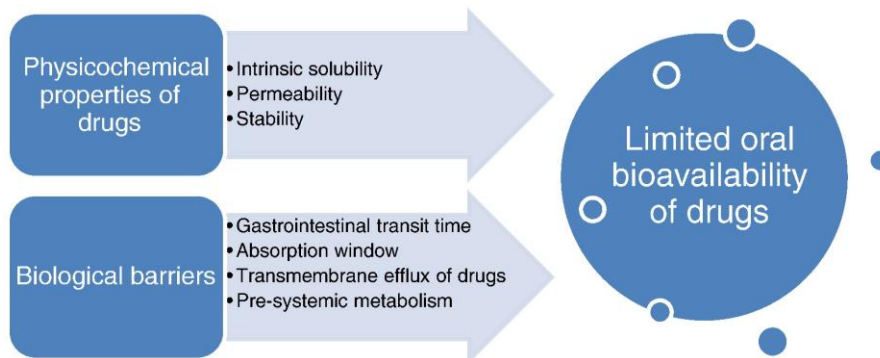 Physicochemical
properties of
drugs
• Intrinsic solubility
• Permeability
• Stability
Biological barriers
• Gastrointestinal transit time
• Absorption window
• Transmembrane efflux of drugs
• Pre-systemic metabolism
Limited oral
bioavailability
of drugs